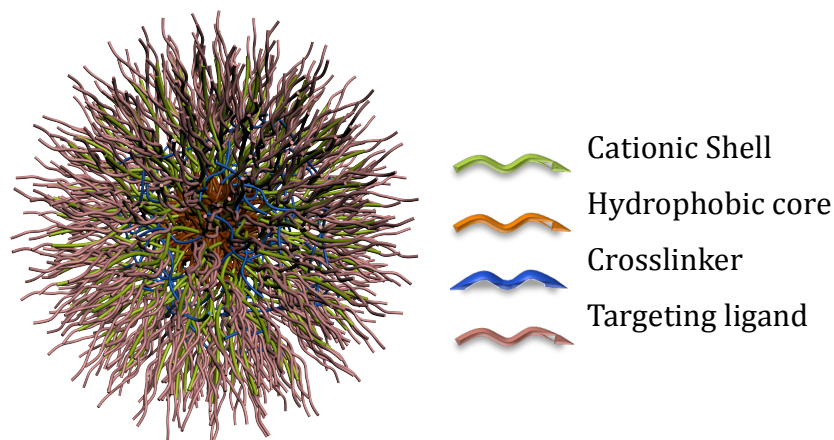 Cationic Shell
Hydrophobic core
Crosslinker
Targeting ligand